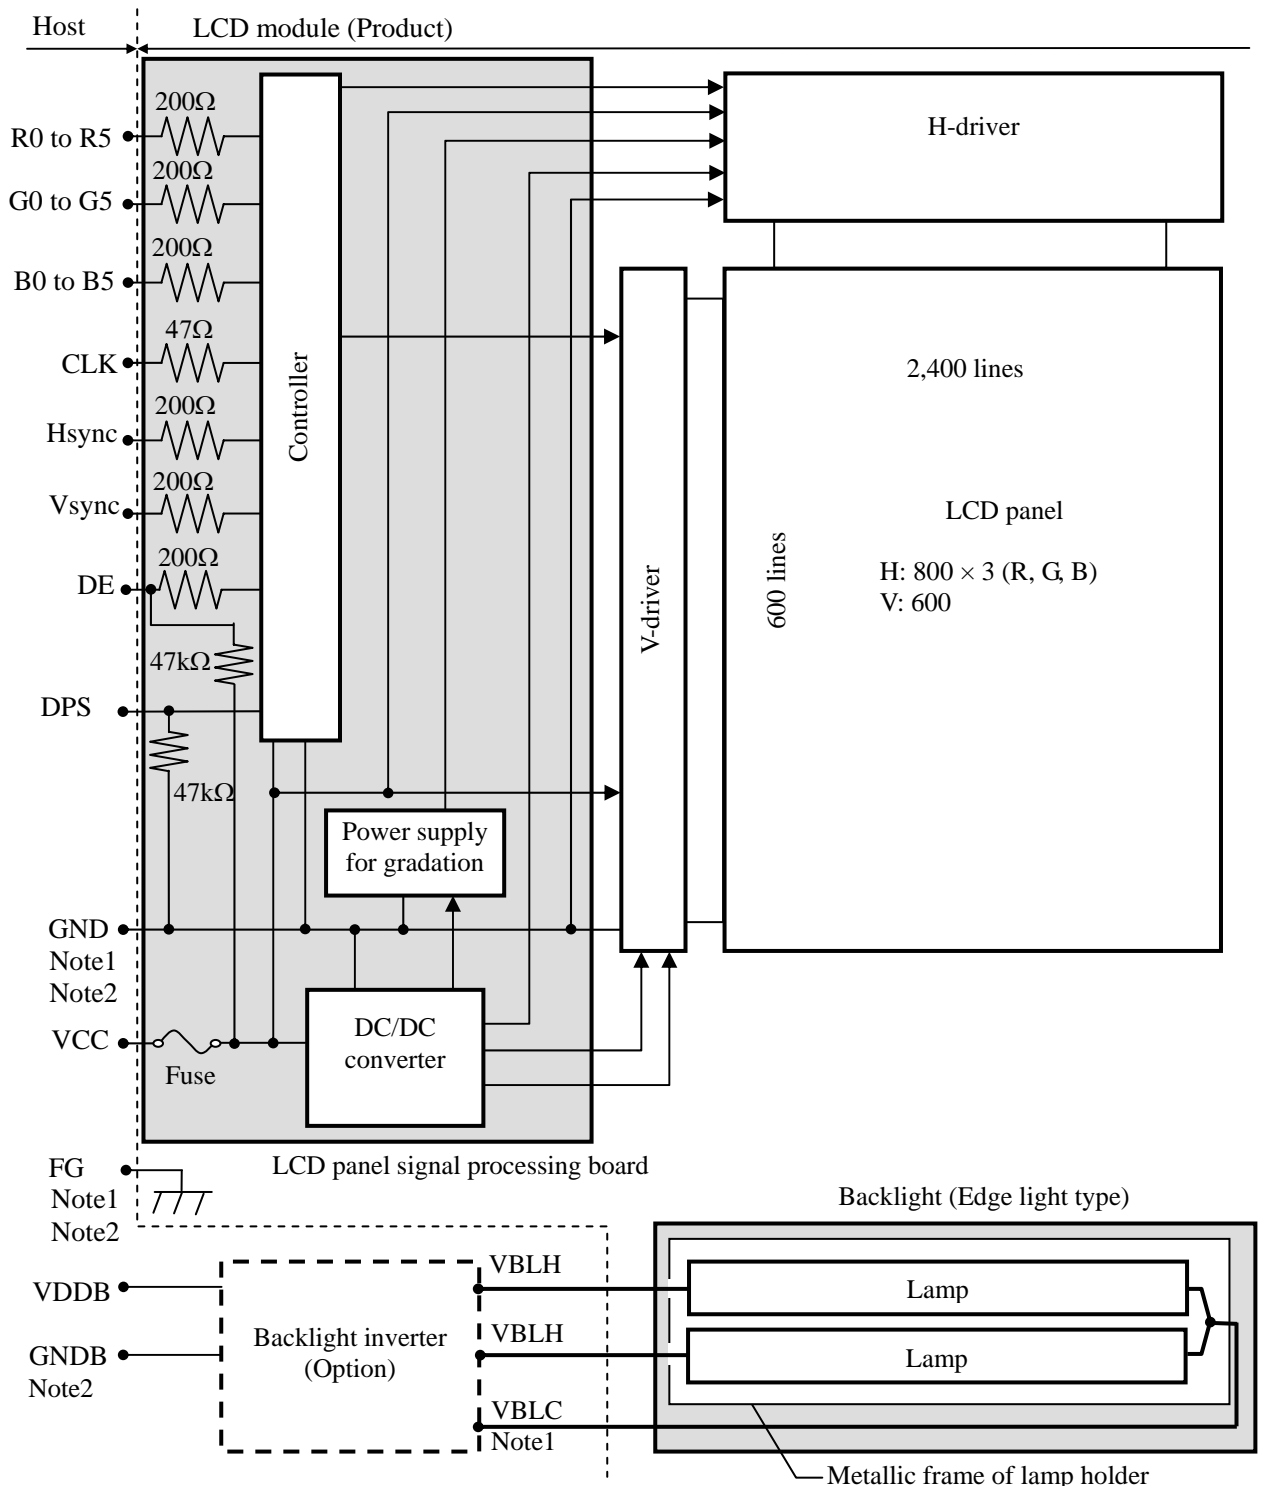 Host
LCD module (Product)
200Ω
R0 to R5
200Ω
G0 to G5
200Ω
B0 to B5
47Ω
CLK
200Ω
Hsync
200Ω
Vsync
200Ω
DE
47kΩ
DPS
47kΩ
Controller
H-driver
V-driver
2,400 lines
600 lines
LCD panel
H: 800 × 3 (R, G, B)
V: 600
Power supply
for gradation
GND
Note1
Note2
VCC
Fuse
DC/DC
converter
FG
Note1
Note2
LCD panel signal processing board
Backlight (Edge light type)
VDDB
GNDB
Note2
Backlight inverter
(Option)
VBLH
VBLH
VBLC
Note1
Lamp
Lamp
Metallic frame of lamp holder